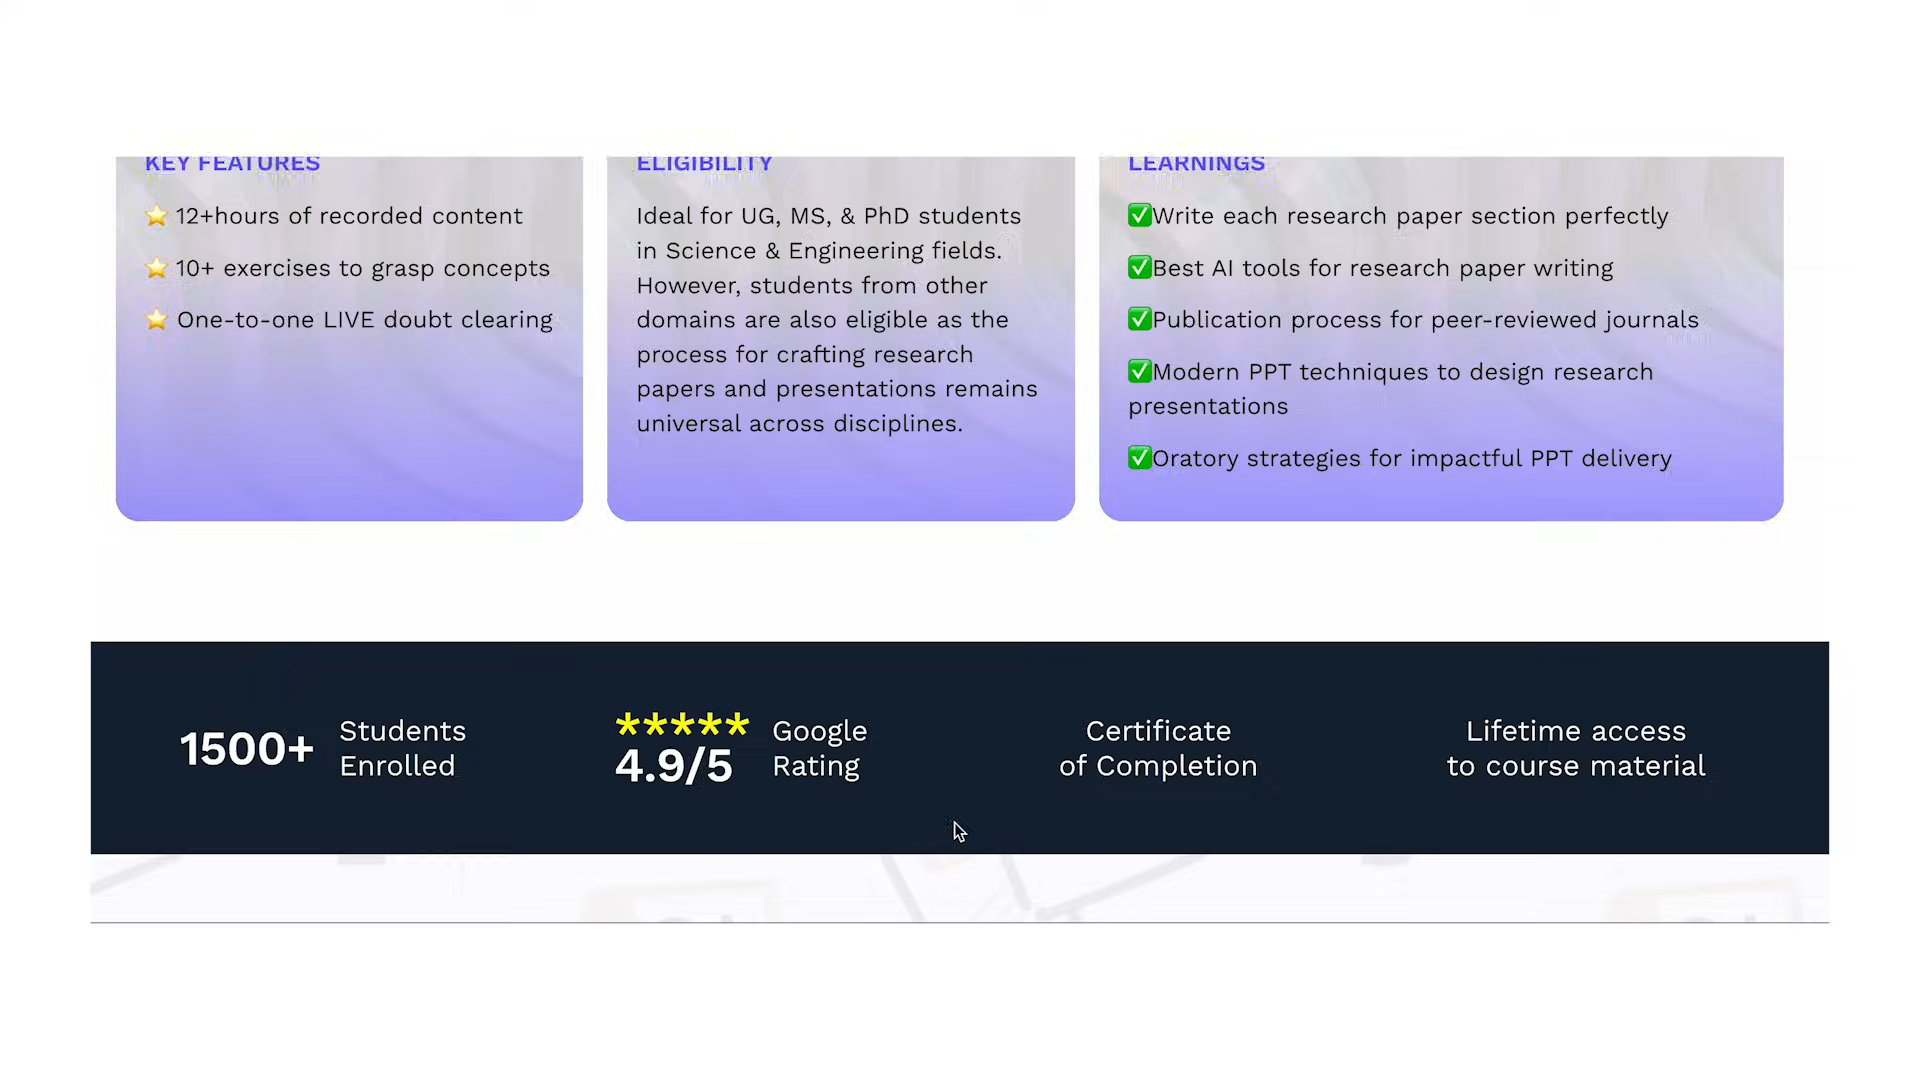 KEY FEATURES
⭐ 12+hours of recorded content
⭐ 10+ exercises to grasp concepts
⭐ One-to-one LIVE doubt clearing
ELIGIBILITY
Ideal for UG, MS, & PhD students
in Science & Engineering fields.
However, students from other
domains are also eligible as the
process for crafting research
papers and presentations remains
universal across disciplines.
LEARNINGS
✅Write each research paper section perfectly
✅Best AI tools for research paper writing
✅Publication process for peer-reviewed journals
✅Modern PPT techniques to design research
presentations
✅Oratory strategies for impactful PPT delivery
1500+
Students
Enrolled
*****
4.9/5
Google
Rating
Certificate
of Completion
Lifetime access
to course material